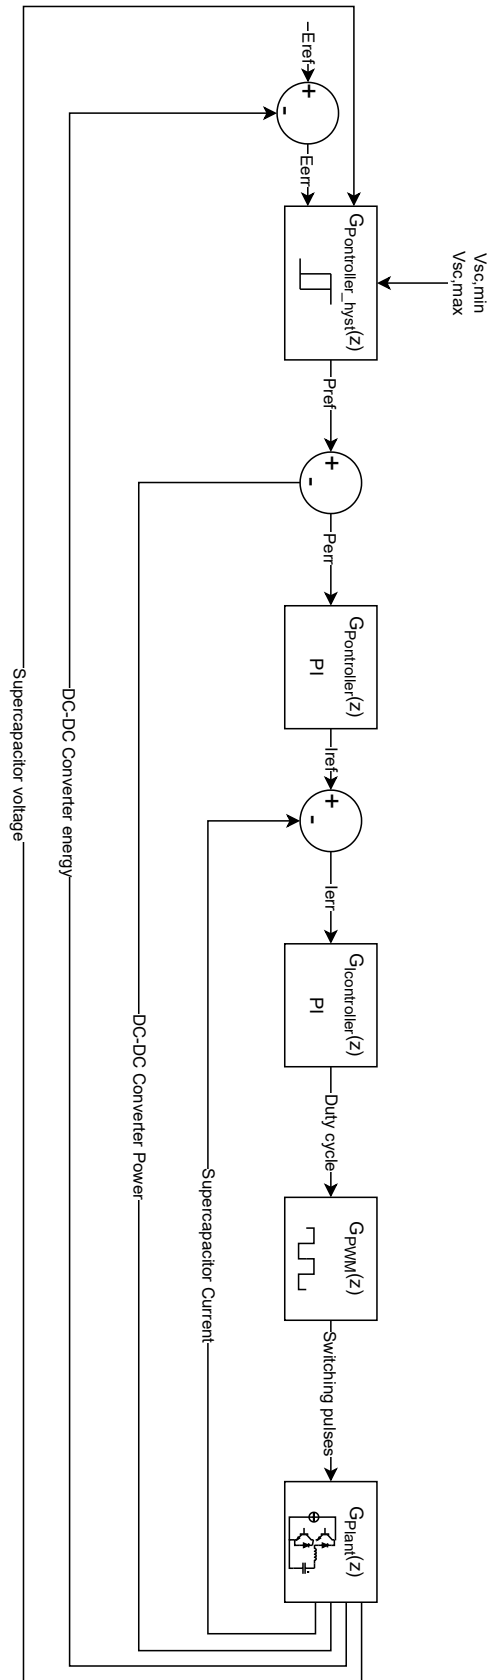 Eref
+
-
Eerr
Vsc,min
Vsc,max
GPontroller_hyst(z)
Pref
+
-
Perr
GPontroller(z)
PI
Iref
+
-
Ierr
GIcontroller(z)
PI
Duty cycle
GPWM(z)
Switching pulses
GPlant(z)
Supercapacitor Current
DC-DC Converter Power
DC-DC Converter energy
Supercapacitor voltage